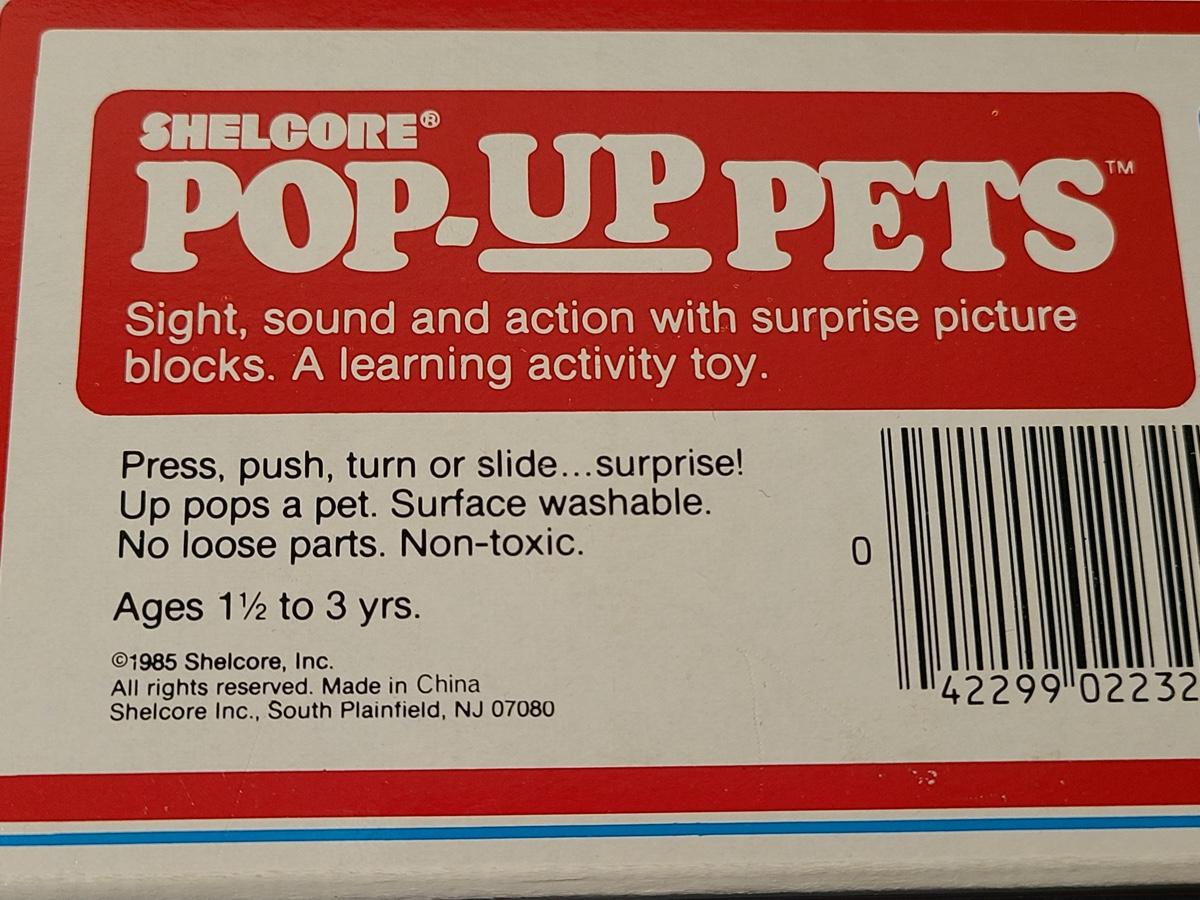 SHELCORE®
POP-UP PETS™
Sight, sound and action with surprise picture
blocks. A learning activity toy.
Press, push, turn or slide...surprise!
Up pops a pet. Surface washable.
No loose parts. Non-toxic.
Ages 1½ to 3 yrs.
©1985 Shelcore, Inc.
All rights reserved. Made in China
Shelcore Inc., South Plainfield, NJ 07080
0 42299 02232